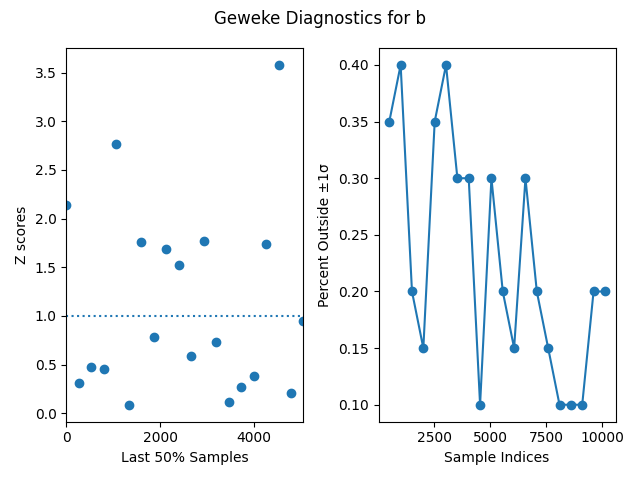 Geweke Diagnostics for b
Z scores
3.5
3.0
2.5
2.0
1.5
1.0
0.5
0.0
0 2000 4000
Last 50% Samples
Percent Outside ±1σ
0.40
0.35
0.30
0.25
0.20
0.15
0.10
2500 5000 7500 10000
Sample Indices